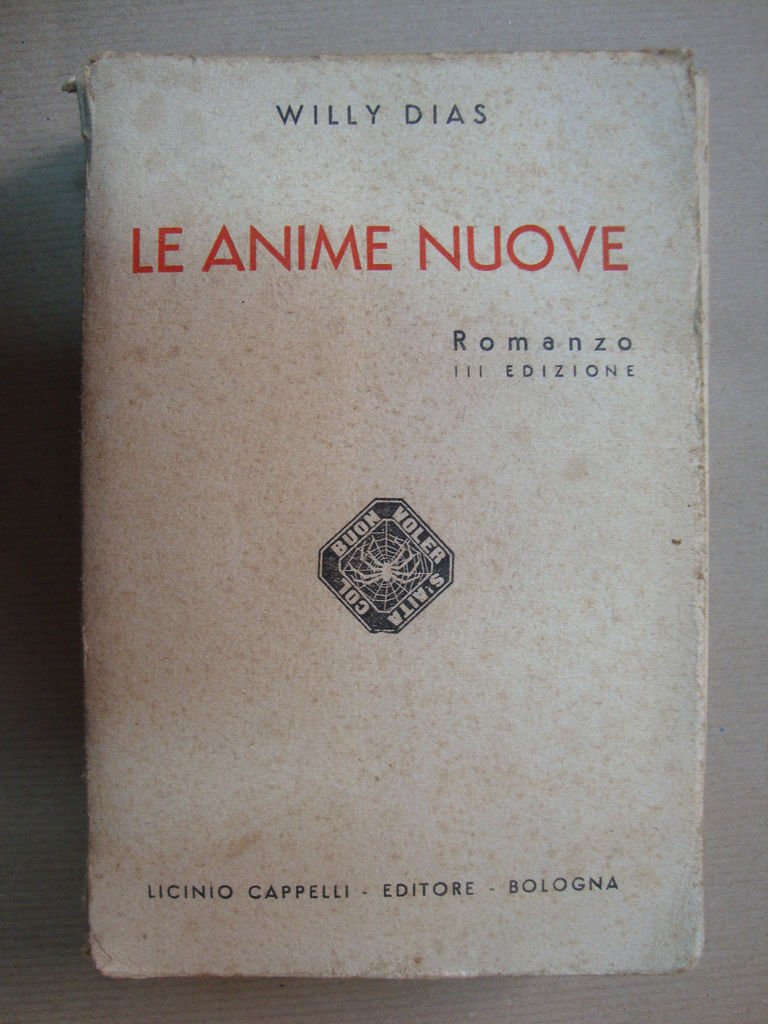 WILLY DIAS
LE ANIME NUOVE
Romanzo
III EDIZIONE
COL BUON VOLER S'AITA
LICINIO CAPPELLI - EDITORE - BOLOGNA